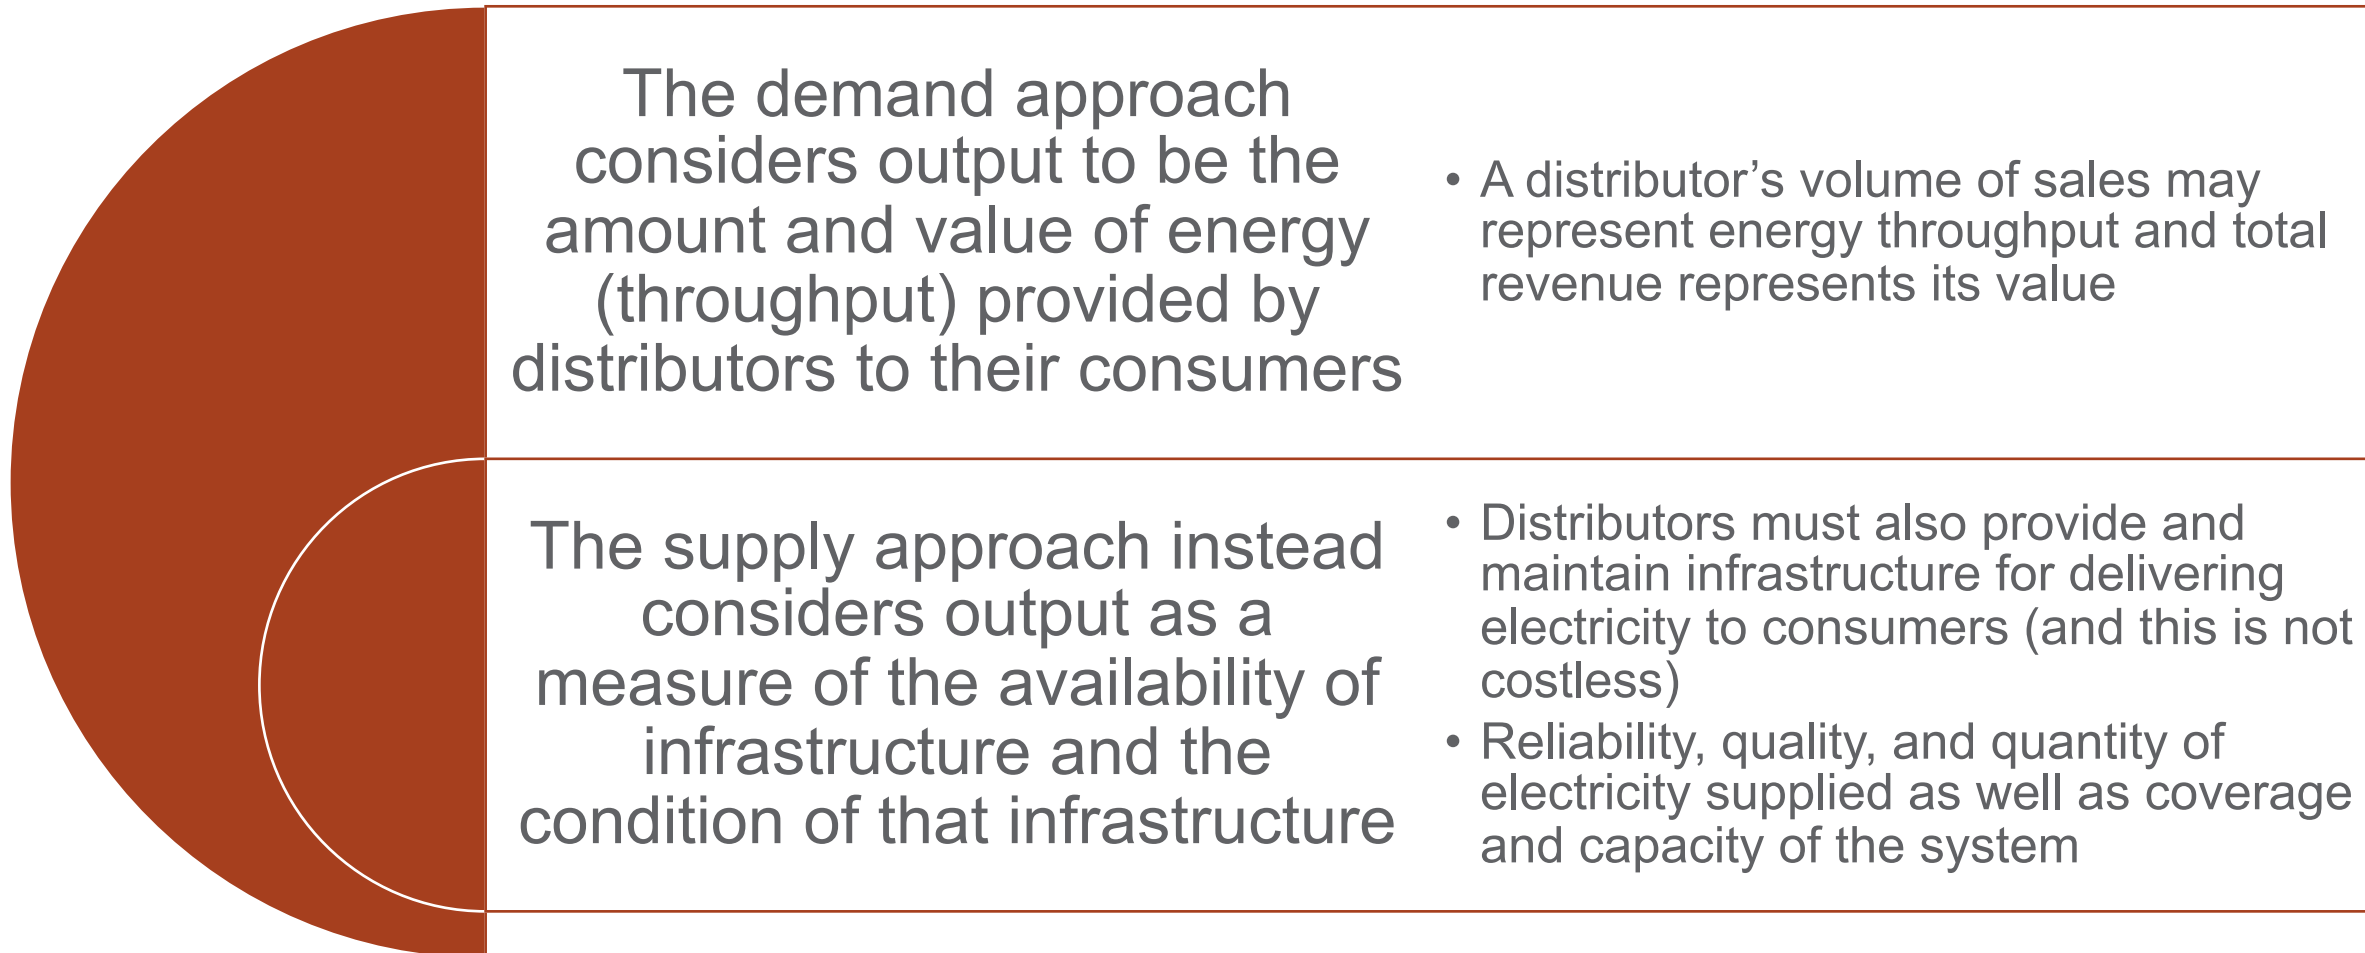 The demand approach
considers output to be the
amount and value of energy
(throughput) provided by
distributors to their consumers
• A distributor’s volume of sales may
represent energy throughput and total
revenue represents its value
The supply approach instead
considers output as a
measure of the availability of
infrastructure and the
condition of that infrastructure
• Distributors must also provide and
maintain infrastructure for delivering
electricity to consumers (and this is not
costless)
• Reliability, quality, and quantity of
electricity supplied as well as coverage
and capacity of the system